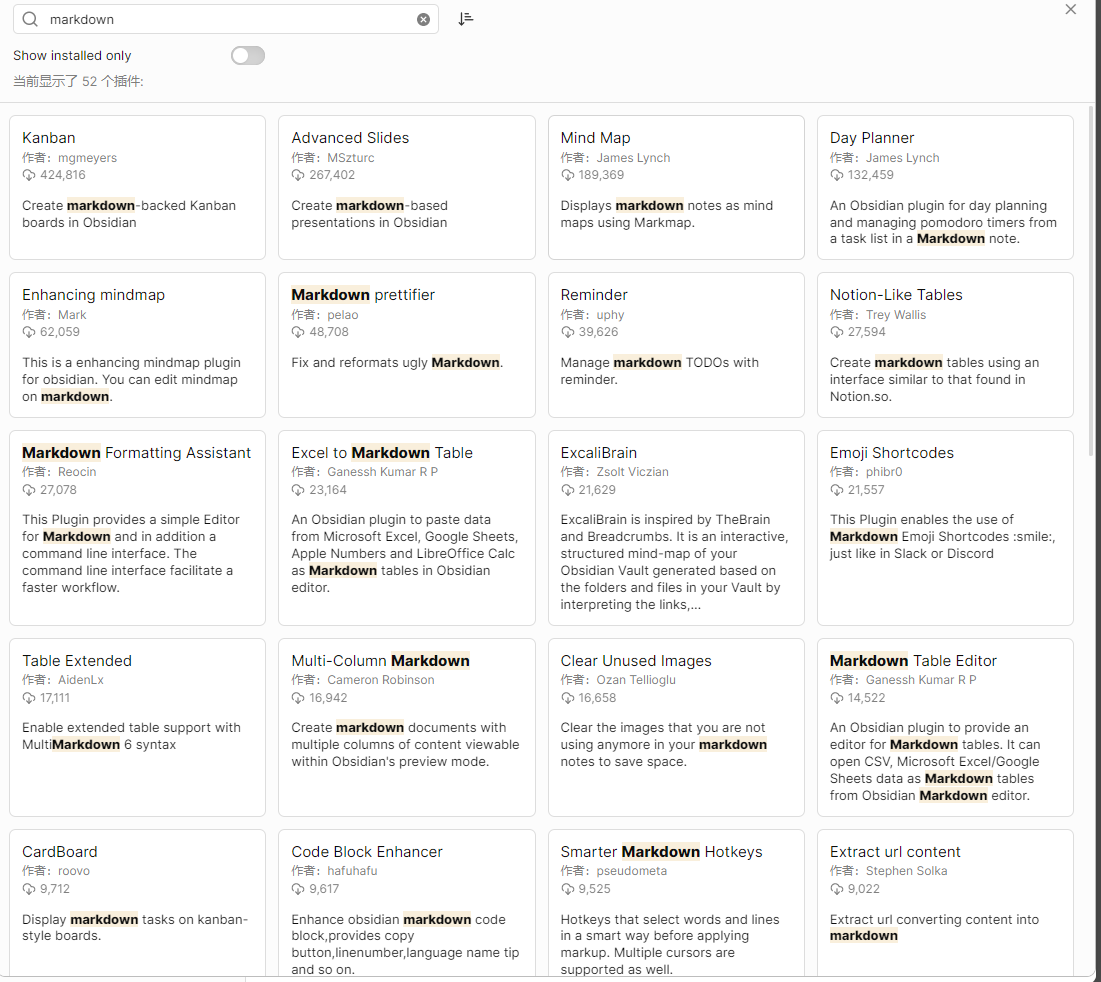 markdown
Show installed only
当前显示了 52 个插件:
Kanban
作者：mgmeyers
424,816
Create markdown-backed Kanban
boards in Obsidian
Advanced Slides
作者：MSzturc
267,402
Create markdown-based
presentations in Obsidian
Mind Map
作者：James Lynch
189,369
Displays markdown notes as mind
maps using Markmap.
Day Planner
作者：James Lynch
132,459
An Obsidian plugin for day planning
and managing pomodoro timers from
a task list in a Markdown note.
Enhancing mindmap
作者：Mark
62,059
This is a enhancing mindmap plugin
for obsidian. You can edit mindmap
on markdown.
Markdown prettifier
作者：pelao
48,708
Fix and reformats ugly Markdown.
Reminder
作者：uphy
39,626
Manage markdown TODOs with
reminder.
Notion-Like Tables
作者：Trey Wallis
27,594
Create markdown tables using an
interface similar to that found in
Notion.so.
Markdown Formatting Assistant
作者：Reocin
27,078
This Plugin provides a simple Editor
for Markdown and in addition a
command line interface. The
command line interface facilitate a
faster workflow.
Excel to Markdown Table
作者：Ganessh Kumar R P
23,164
An Obsidian plugin to paste data
from Microsoft Excel, Google Sheets,
Apple Numbers and LibreOffice Calc
as Markdown tables in Obsidian
editor.
ExcaliBrain
作者：Zsolt Viczian
21,629
ExcaliBrain is inspired by TheBrain
and Breadcrumbs. It is an interactive,
structured mind-map of your
Obsidian Vault generated based on
the folders and files in your Vault by
interpreting the links,...
Emoji Shortcodes
作者：phibr0
21,557
This Plugin enables the use of
Markdown Emoji Shortcodes :smile:,
just like in Slack or Discord
Table Extended
作者：AidenLx
17,111
Enable extended table support with
MultiMarkdown 6 syntax
Multi-Column Markdown
作者：Cameron Robinson
16,942
Create markdown documents with
multiple columns of content viewable
within Obsidian's preview mode.
Clear Unused Images
作者：Ozan Tellioglu
16,658
Clear the images that you are not
using anymore in your markdown
notes to save space.
Markdown Table Editor
作者：Ganessh Kumar R P
14,522
An Obsidian plugin to provide an
editor for Markdown tables. It can
open CSV, Microsoft Excel/Google
Sheets data as Markdown tables
from Obsidian Markdown editor.
CardBoard
作者：roovo
9,712
Display markdown tasks on kanban-
style boards.
Code Block Enhancer
作者：hafuhafu
9,617
Enhance obsidian markdown code
block,provides copy
button,linenumber,language name tip
and so on.
Smarter Markdown Hotkeys
作者：pseudometa
9,525
Hotkeys that select words and lines
in a smart way before applying
markup. Multiple cursors are
supported as well.
Extract url content
作者：Stephen Solka
9,022
Extract url converting content into
markdown